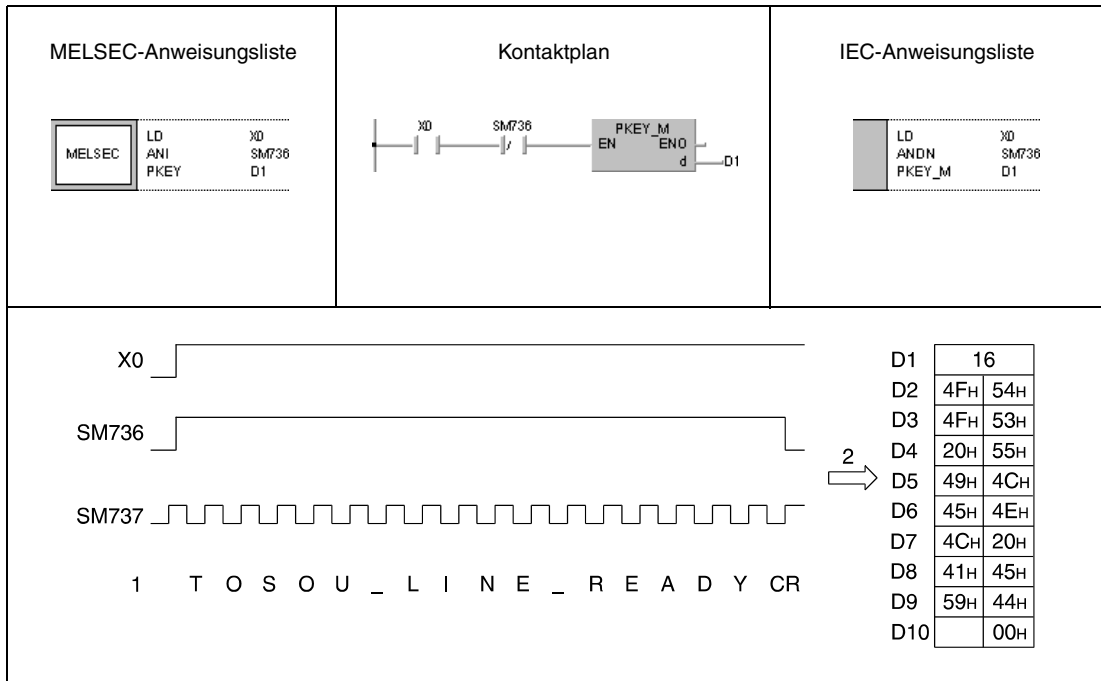 MELSEC-Anweisungsliste
Kontaktplan
IEC-Anweisungsliste
MELSEC
LD X0
ANI SM736
PKEY D1
X0 SM736 PKEY_M
EN ENO
d D1
LD X0
ANDN SM736
PKEY_M D1
X0
SM736
SM737
1 T O S O U _ L I N E _ R E A D Y CR
2
D1 16
D2 4FH 54H
D3 4FH 53H
D4 20H 55H
D5 49H 4CH
D6 45H 4EH
D7 4CH 20H
D8 41H 45H
D9 59H 44H
D10 00H